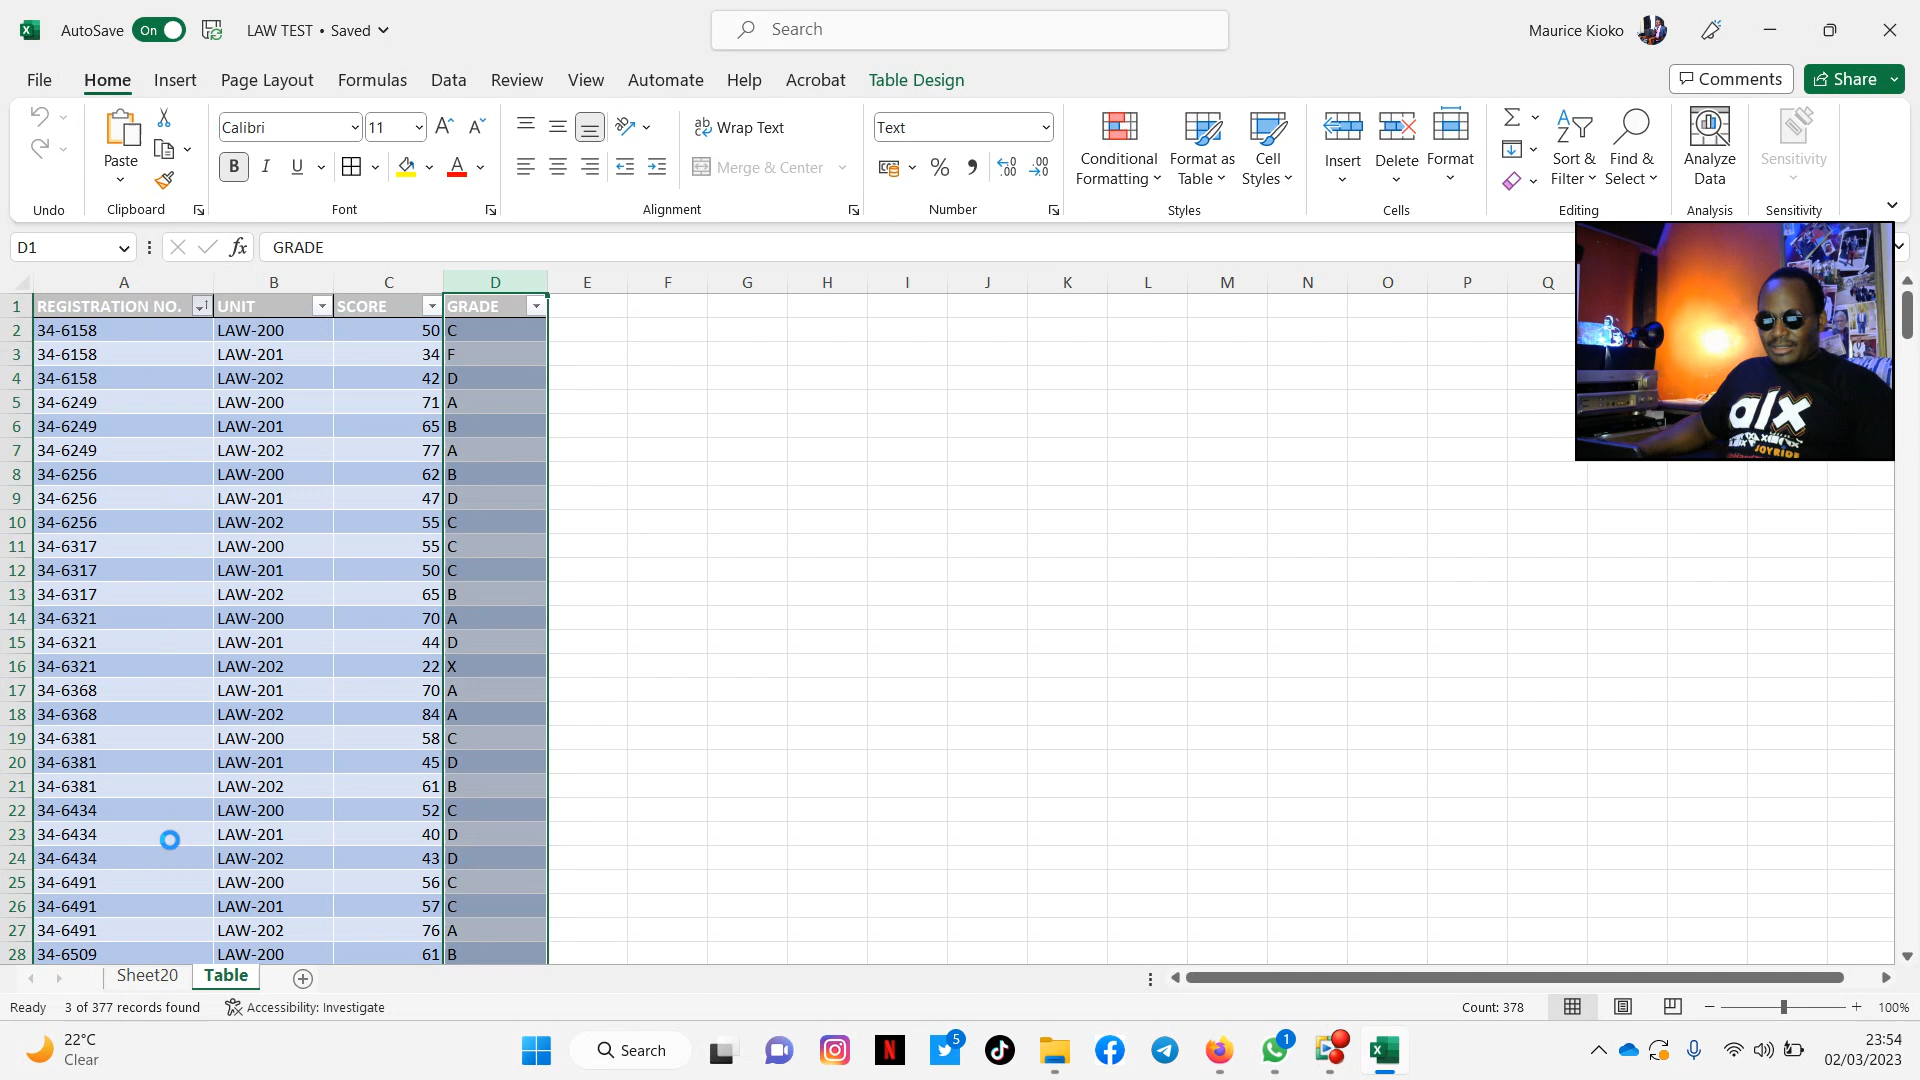 AutoSave On LAW TEST • Saved Search Maurice Kioko
File Home Insert Page Layout Formulas Data Review View Automate Help Acrobat Table Design Comments Share
Calibri 11 Wrap Text Text
Paste B I U Merge & Center % Conditional Formatting Format as Table Cell Styles Insert Delete Format Sort & Filter Find & Select Analyze Data Sensitivity
Undo Clipboard Font Alignment Number Styles Cells Editing Analysis Sensitivity
D1 fx GRADE
A B C D E F G H I J K L M N O P Q
1 REGISTRATION NO. UNIT SCORE GRADE
2 34-6158 LAW-200 50 C
3 34-6158 LAW-201 34 F
4 34-6158 LAW-202 42 D
5 34-6249 LAW-200 71 A
6 34-6249 LAW-201 65 B
7 34-6249 LAW-202 77 A
8 34-6256 LAW-200 62 B
9 34-6256 LAW-201 47 D
10 34-6256 LAW-202 55 C
11 34-6317 LAW-200 55 C
12 34-6317 LAW-201 50 C
13 34-6317 LAW-202 65 B
14 34-6321 LAW-200 70 A
15 34-6321 LAW-201 44 D
16 34-6321 LAW-202 22 X
17 34-6368 LAW-201 70 A
18 34-6368 LAW-202 84 A
19 34-6381 LAW-200 58 C
20 34-6381 LAW-201 45 D
21 34-6381 LAW-202 61 B
22 34-6434 LAW-200 52 C
23 34-6434 LAW-201 40 D
24 34-6434 LAW-202 43 D
25 34-6491 LAW-200 56 C
26 34-6491 LAW-201 57 C
27 34-6491 LAW-202 76 A
28 34-6509 LAW-200 61 B
alx
JOYRIDE
Sheet20 Table
Ready 3 of 377 records found Accessibility: Investigate Count: 378 100%
22°C
Clear
Search
5
1
23:54
02/03/2023